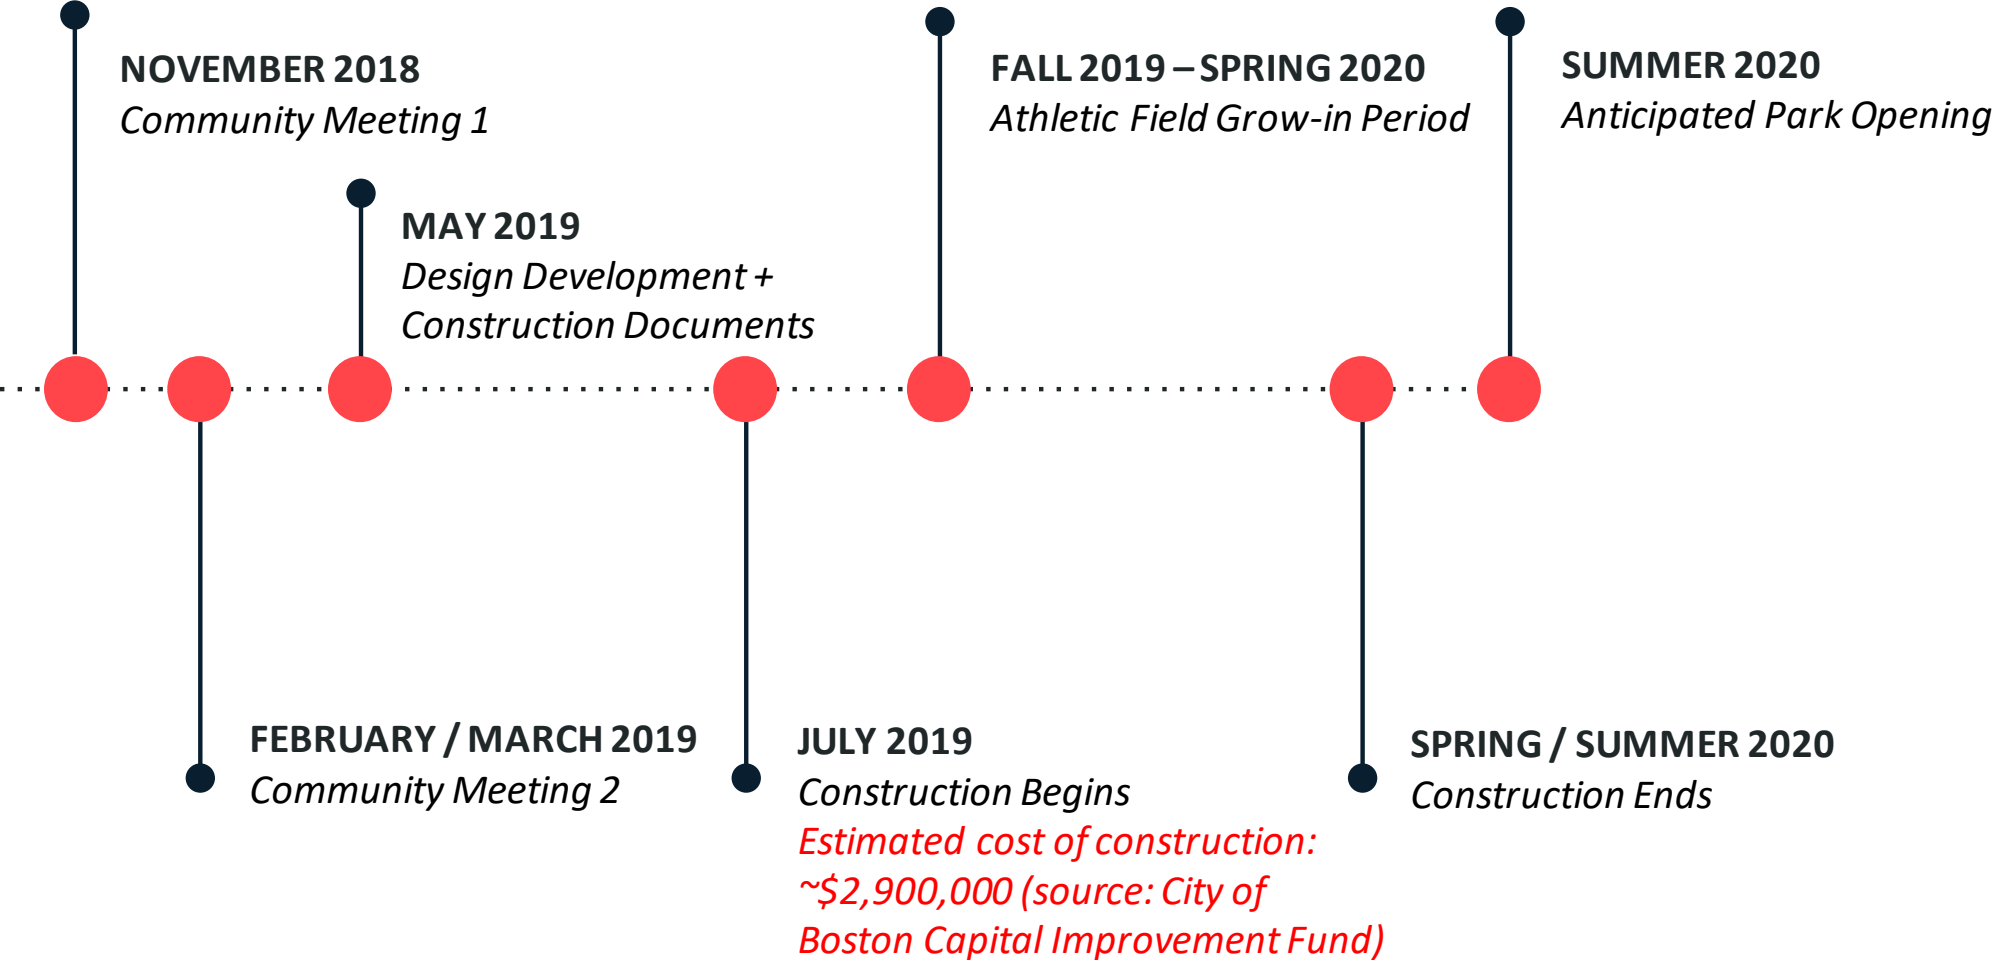 NOVEMBER 2018
Community Meeting 1
FEBRUARY / MARCH 2019
Community Meeting 2
MAY 2019
Design Development +
Construction Documents
JULY 2019
Construction Begins
Estimated cost of construction:
~$2,900,000 (source: City of
Boston Capital Improvement Fund)
FALL 2019 – SPRING 2020
Athletic Field Grow-in Period
SPRING / SUMMER 2020
Construction Ends
SUMMER 2020
Anticipated Park Opening